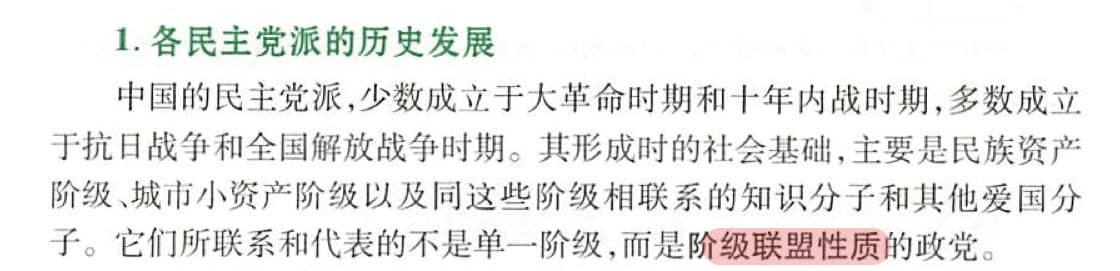 1. 各民主党派的历史发展
中国的民主党派,少数成立于大革命时期和十年内战时期,多数成立
于抗日战争和全国解放战争时期。其形成时的社会基础,主要是民族资产
阶级、城市小资产阶级以及同这些阶级相联系的知识分子和其他爱国分
子。它们所联系和代表的不是单一阶级,而是阶级联盟性质的政党。